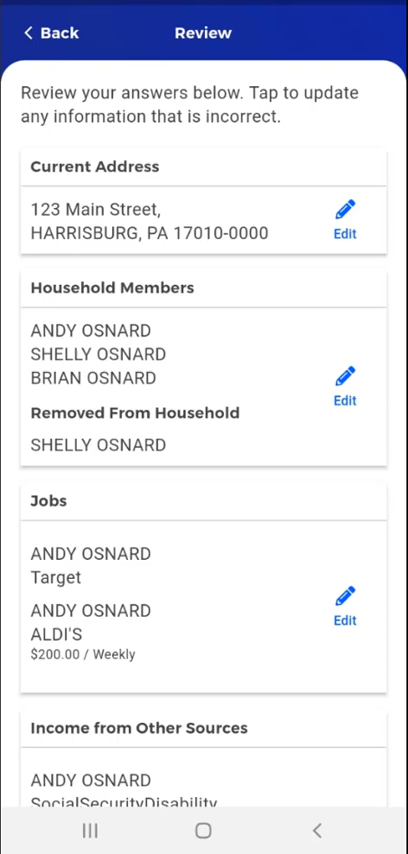 Back
Review
Review your answers below. Tap to update
any information that is incorrect.
Current Address
123 Main Street,
HARRISBURG, PA 17010-0000
Edit
Household Members
ANDY OSNARD
SHELLY OSNARD
BRIAN OSNARD
Edit
Removed From Household
SHELLY OSNARD
Jobs
ANDY OSNARD
Target
ANDY OSNARD
ALDI'S
$200.00 / Weekly
Edit
Income from Other Sources
ANDY OSNARD
SocialSecurityDisability